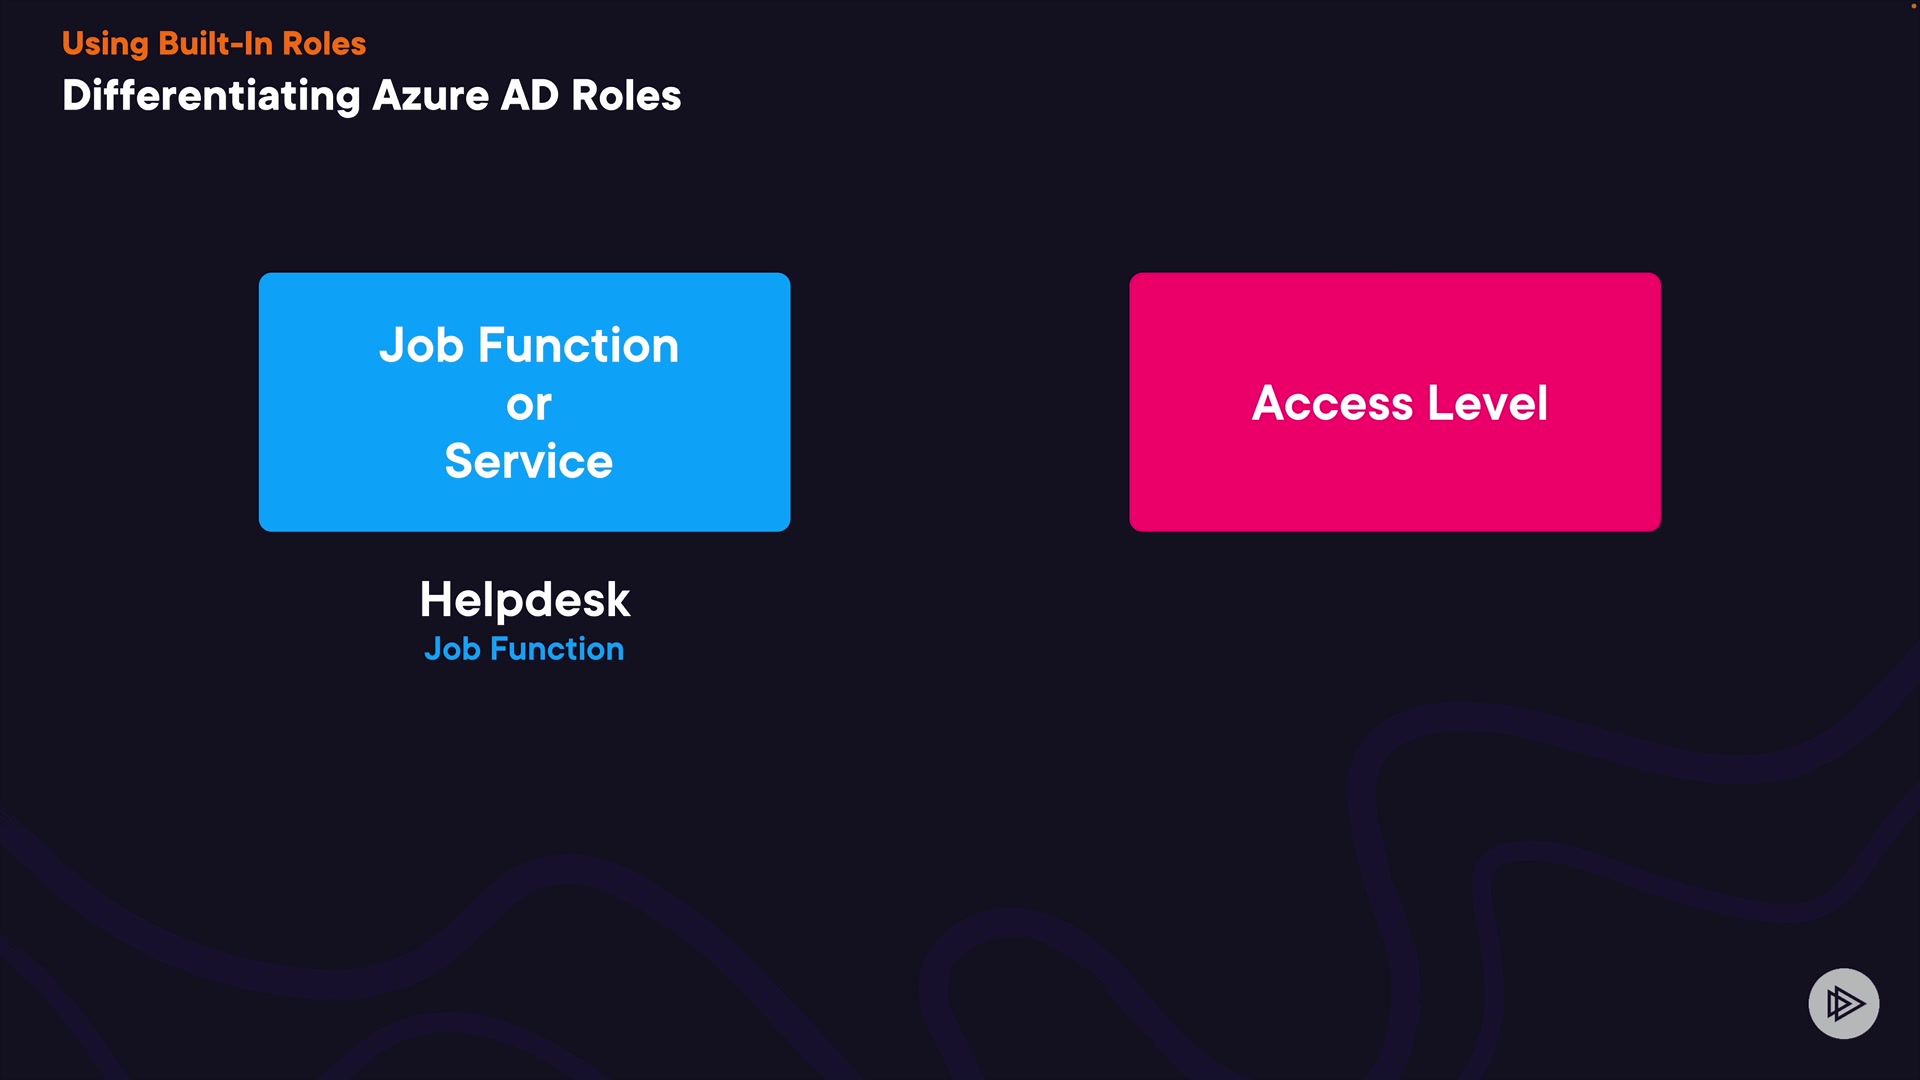 Using Built-In Roles
Differentiating Azure AD Roles
Job Function
or
Service
Access Level
Helpdesk
Job Function